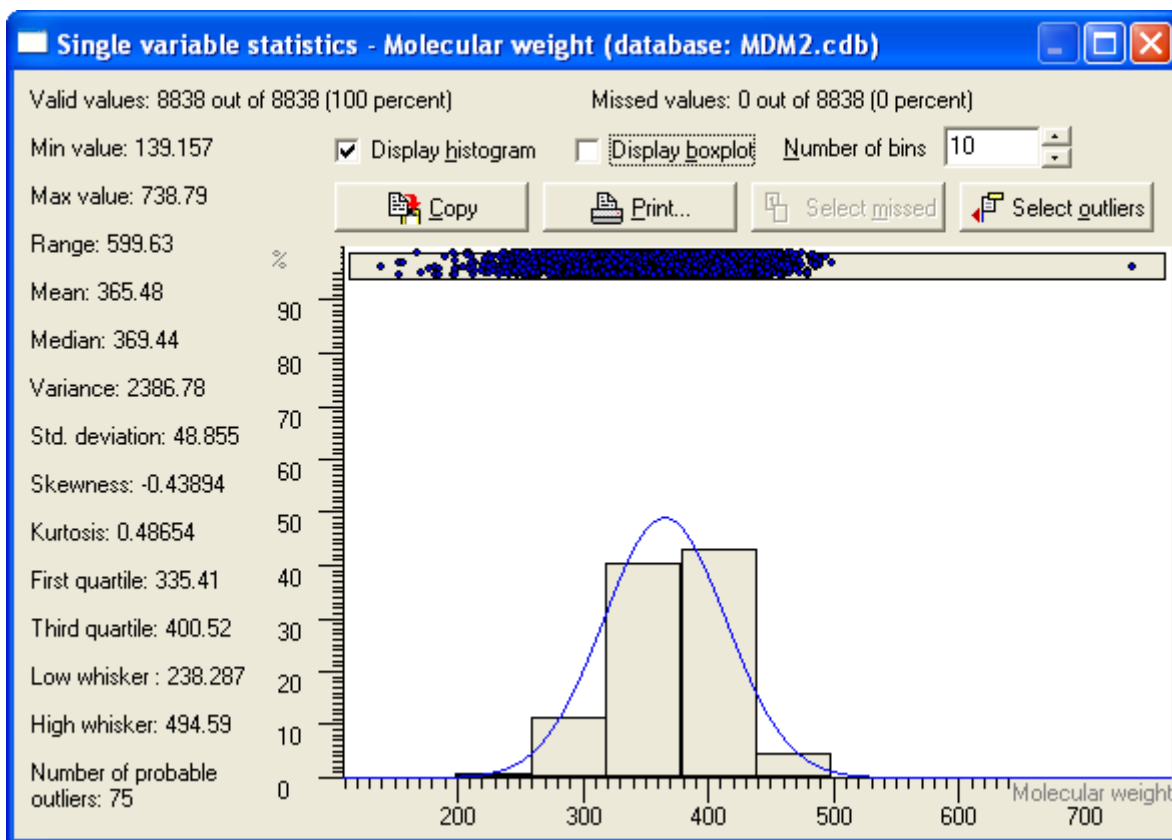 Single variable statistics - Molecular weight (database: MDM2.cdb)
Valid values: 8838 out of 8838 (100 percent) Missed values: 0 out of 8838 (0 percent)
Min value: 139.157
Display histogram Display boxplot Number of bins 10
Max value: 738.79
Copy Print... Select missed Select outliers
Range: 599.63
Mean: 365.48
Median: 369.44
Variance: 2386.78
Std. deviation: 48.855
Skewness: -0.43894
Kurtosis: 0.48654
First quartile: 335.41
Third quartile: 400.52
Low whisker : 238.287
High whisker: 494.59
Number of probable
outliers: 75
%
90
80
70
60
50
40
30
20
10
0
Molecular weight
200 300 400 500 600 700